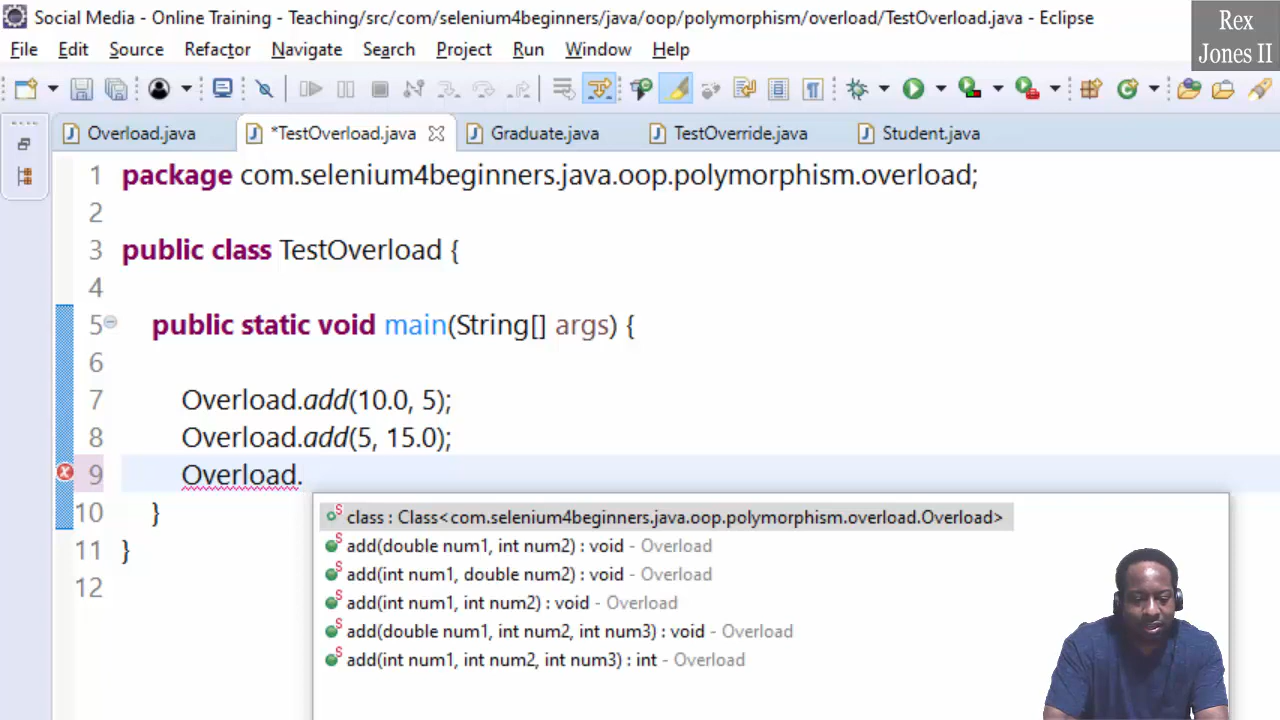 Social Media - Online Training - Teaching/src/com/selenium4beginners/java/oop/polymorphism/overload/TestOverload.java - Eclipse
Rex
Jones II
File Edit Source Refactor Navigate Search Project Run Window Help
Overload.java *TestOverload.java Graduate.java TestOverride.java Student.java
1 package com.selenium4beginners.java.oop.polymorphism.overload;
2
3 public class TestOverload {
4
5 public static void main(String[] args) {
6
7 Overload.add(10.0, 5);
8 Overload.add(5, 15.0);
9 Overload.
10 }
11 }
12
class : Class<com.selenium4beginners.java.oop.polymorphism.overload.Overload>
add(double num1, int num2) : void - Overload
add(int num1, double num2) : void - Overload
add(int num1, int num2) : void - Overload
add(double num1, int num2, int num3) : void - Overload
add(int num1, int num2, int num3) : int - Overload